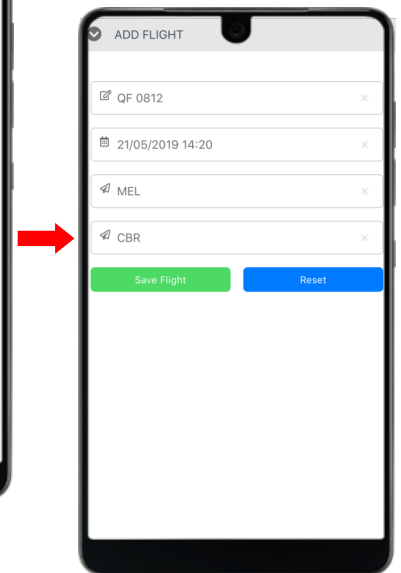 ADD FLIGHT
QF 0812
21/05/2019 14:20
MEL
CBR
Save Flight
Reset